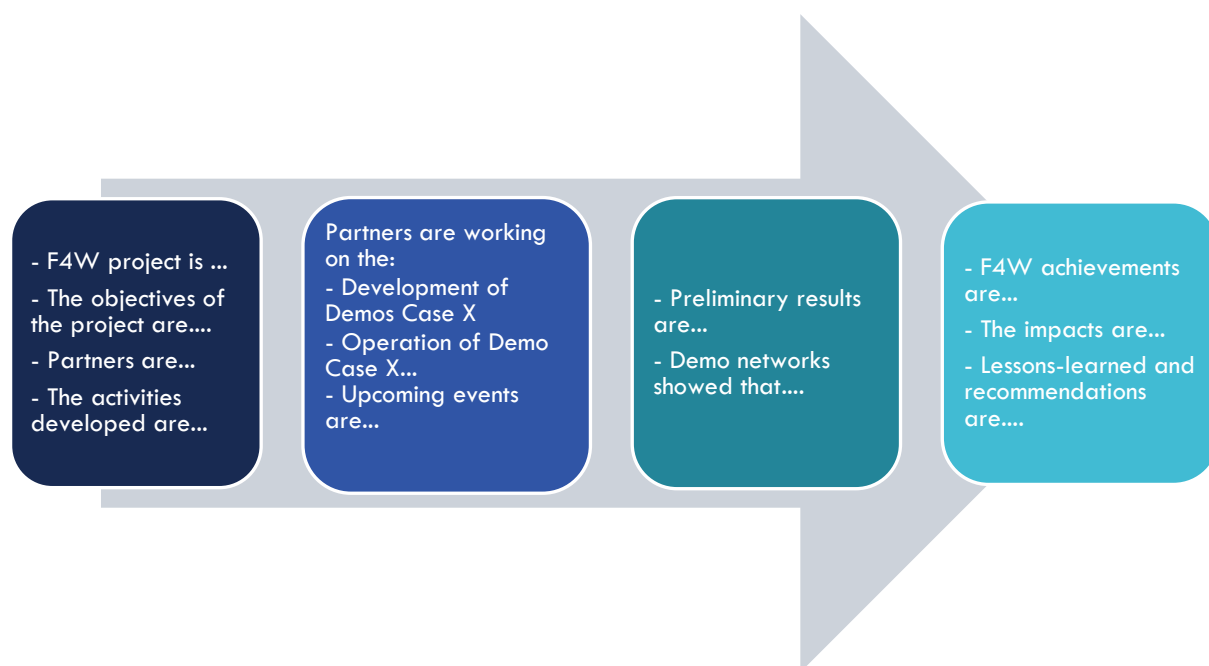 - F4W project is ...
- The objectives of
the project are....
- Partners are...
- The activities
developed are...
Partners are working
on the:
- Development of
Demos Case X
- Operation of Demo
Case X...
- Upcoming events
are...
- Preliminary results
are...
- Demo networks
showed that....
- F4W achievements
are...
- The impacts are...
- Lessons-learned and
recommendations
are....